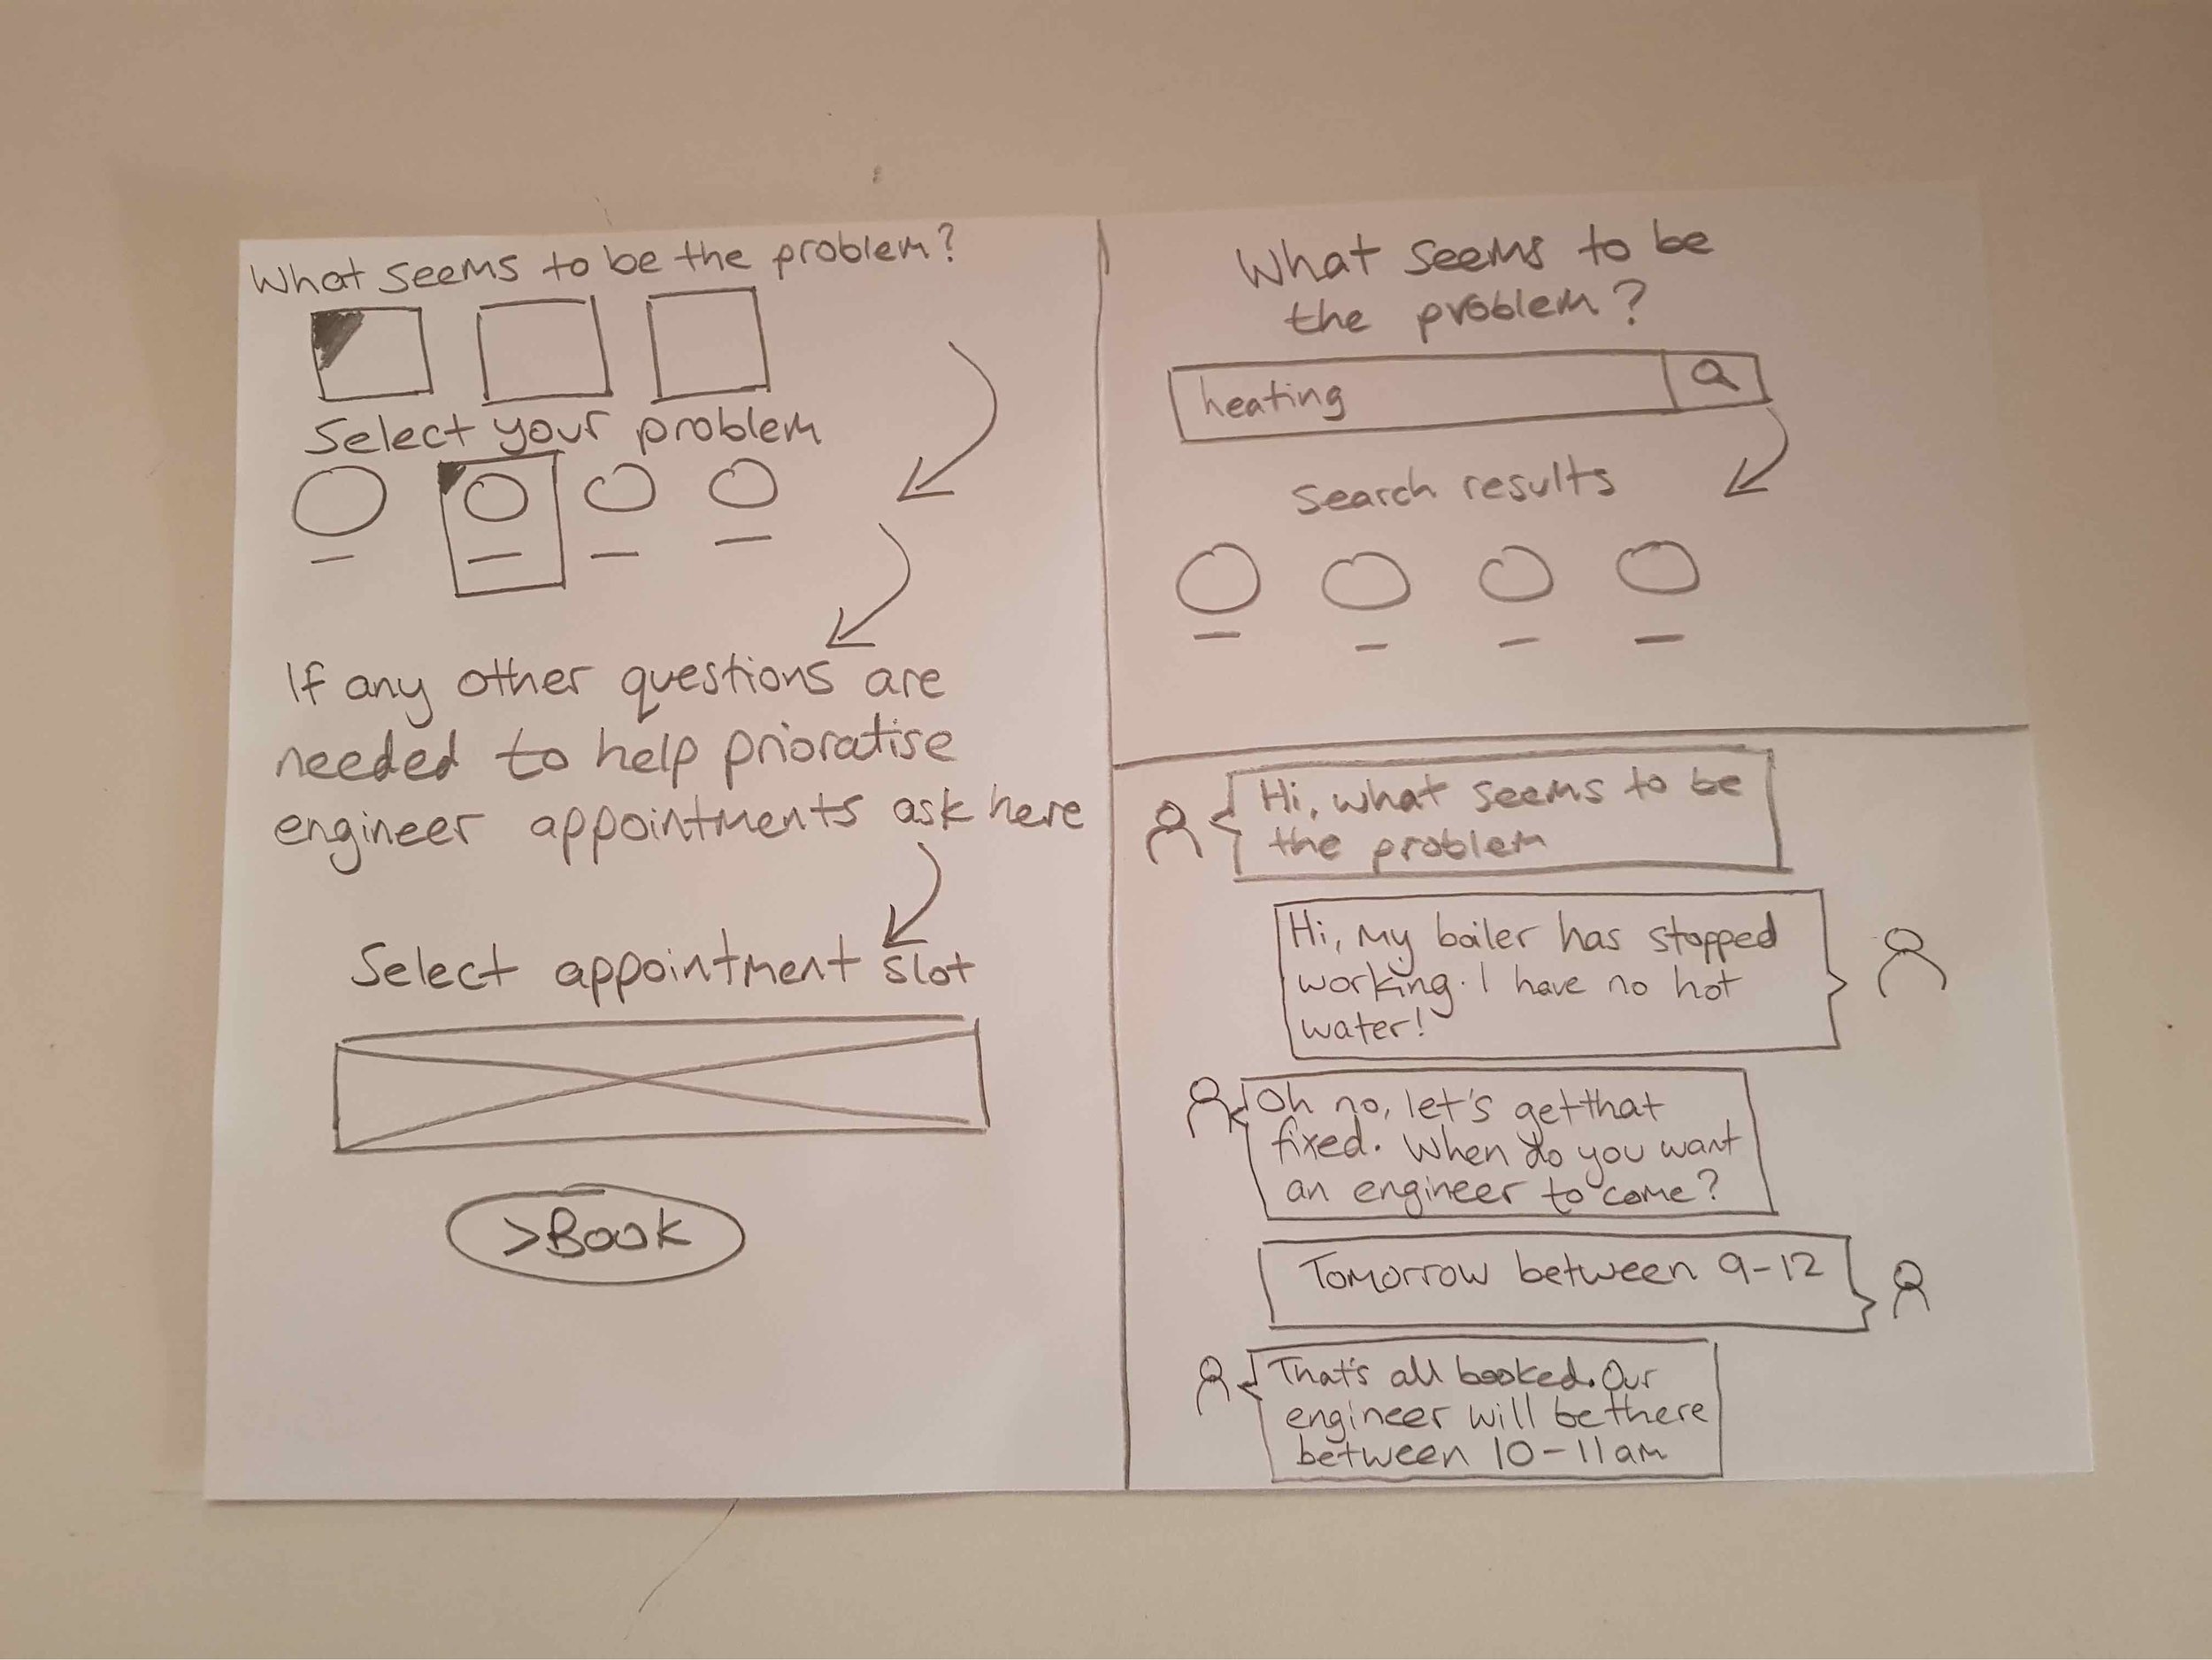 What seems to be the problem?
Select your problem
If any other questions are
needed to help prioratise
engineer appointments ask here
Select appointment slot
>Book
What seems to be
the problem?
heating
Search results
Hi, what seems to be
the problem
Hi, my boiler has stopped
working. I have no hot
water!
Oh no, let's get that
fixed. When do you want
an engineer to come?
Tomorrow between 9-12
That's all booked. Our
engineer will be there
between 10-11am